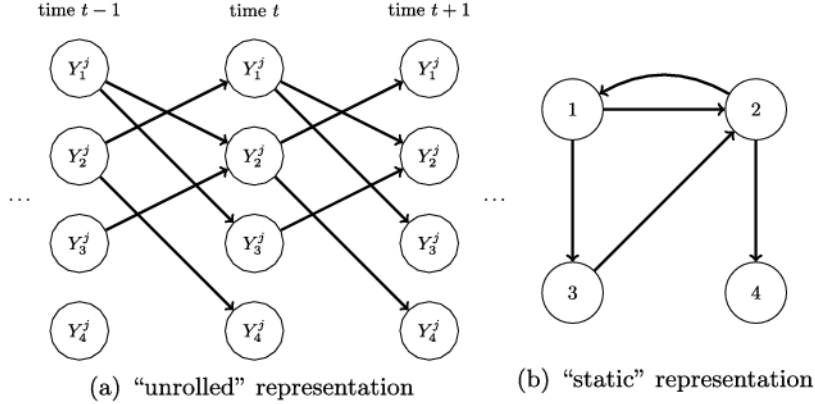 time t − 1 time t time t + 1
Y_1^j Y_1^j Y_1^j
1 2
Y_2^j Y_2^j Y_2^j
... ...
Y_3^j Y_3^j Y_3^j
3 4
Y_4^j Y_4^j Y_4^j
(a) “unrolled” representation
(b) “static” representation